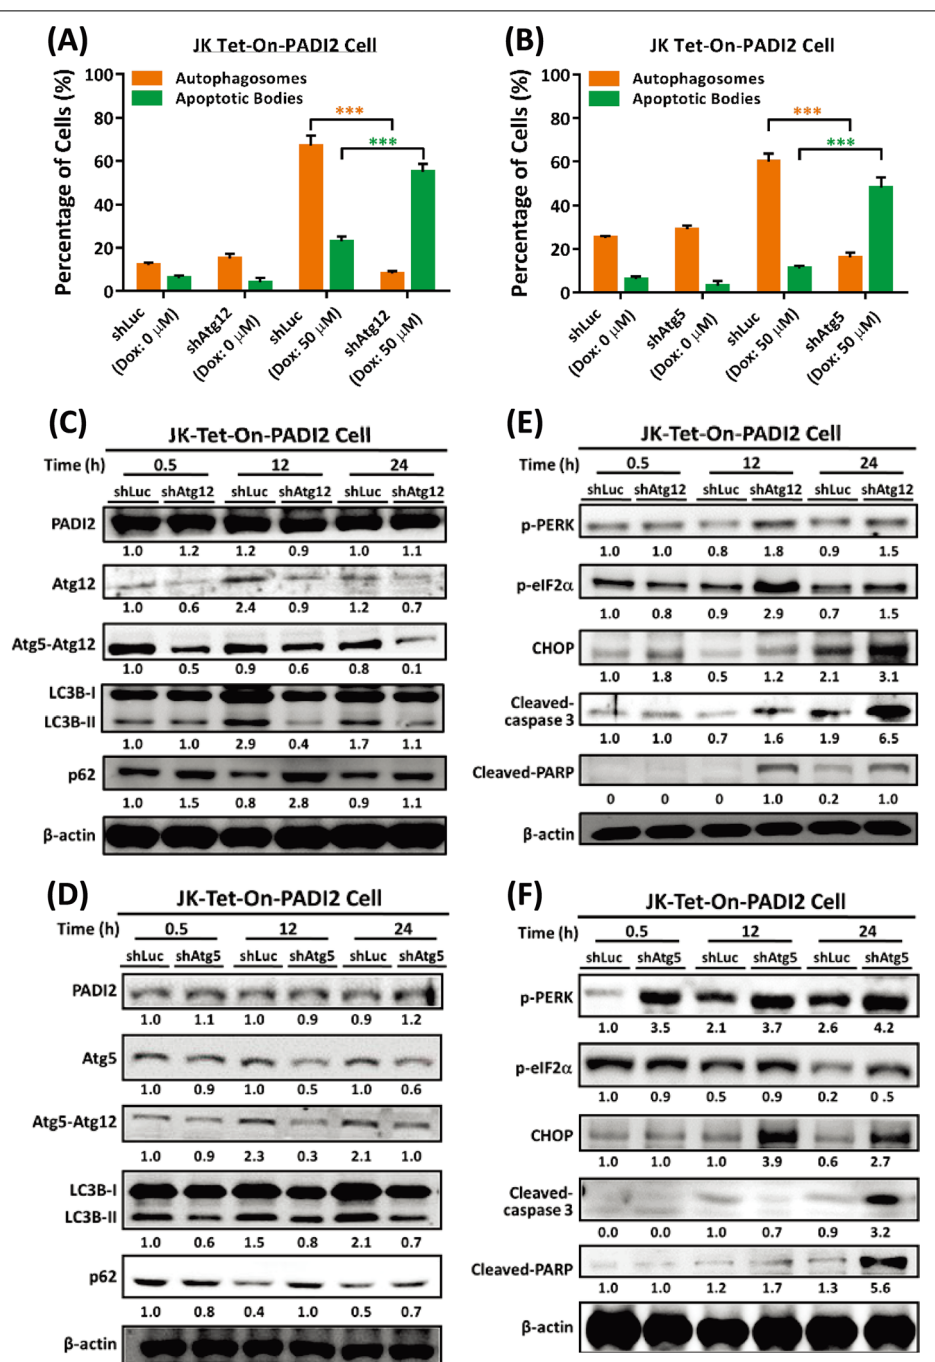 (A)
JK Tet-On-PADI2 Cell
Percentage of Cells (%)
100
80
60
40
20
0
Autophagosomes
Apoptotic Bodies
***
***
shLuc
(Dox: 0 μM)
shAtg12
(Dox: 0 μM)
shLuc
(Dox: 50 μM)
shAtg12
(Dox: 50 μM)
(B)
JK Tet-On-PADI2 Cell
Percentage of Cells (%)
100
80
60
40
20
0
Autophagosomes
Apoptotic Bodies
***
***
shLuc
(Dox: 0 μM)
shAtg5
(Dox: 0 μM)
shLuc
(Dox: 50 μM)
shAtg5
(Dox: 50 μM)
(C)
JK-Tet-On-PADI2 Cell
Time (h) 0.5 12 24
shLuc shAtg12 shLuc shAtg12 shLuc shAtg12
PADI2
1.0 1.2 1.2 0.9 1.0 1.1
Atg12
1.0 0.6 2.4 0.9 1.2 0.7
Atg5-Atg12
1.0 0.5 0.9 0.6 0.8 0.1
LC3B-I
LC3B-II
1.0 1.0 2.9 0.4 1.7 1.1
p62
1.0 1.5 0.8 2.8 0.9 1.1
β-actin
(E)
JK-Tet-On-PADI2 Cell
Time (h) 0.5 12 24
shLuc shAtg12 shLuc shAtg12 shLuc shAtg12
p-PERK
1.0 1.0 0.8 1.8 0.9 1.5
p-eIF2α
1.0 0.8 0.9 2.9 0.7 1.5
CHOP
1.0 1.8 0.5 1.2 2.1 3.1
Cleaved-
caspase 3
1.0 1.0 0.7 1.6 1.9 6.5
Cleaved-PARP
0 0 0 1.0 0.2 1.0
β-actin
(D)
JK-Tet-On-PADI2 Cell
Time (h) 0.5 12 24
shLuc shAtg5 shLuc shAtg5 shLuc shAtg5
PADI2
1.0 1.1 1.0 0.9 0.9 1.2
Atg5
1.0 0.9 1.0 0.5 1.0 0.6
Atg5-Atg12
1.0 0.9 2.3 0.3 2.1 1.0
LC3B-I
LC3B-II
1.0 0.6 1.5 0.8 2.1 0.7
p62
1.0 0.8 0.4 1.0 0.5 0.7
β-actin
(F)
JK-Tet-On-PADI2 Cell
Time (h) 0.5 12 24
shLuc shAtg5 shLuc shAtg5 shLuc shAtg5
p-PERK
1.0 3.5 2.1 3.7 2.6 4.2
p-eIF2α
1.0 0.9 0.5 0.9 0.2 0 .5
CHOP
1.0 1.0 1.0 3.9 0.6 2.7
Cleaved-
caspase 3
0.0 0.0 1.0 0.7 0.9 3.2
Cleaved-PARP
1.0 1.0 1.2 1.7 1.3 5.6
β-actin